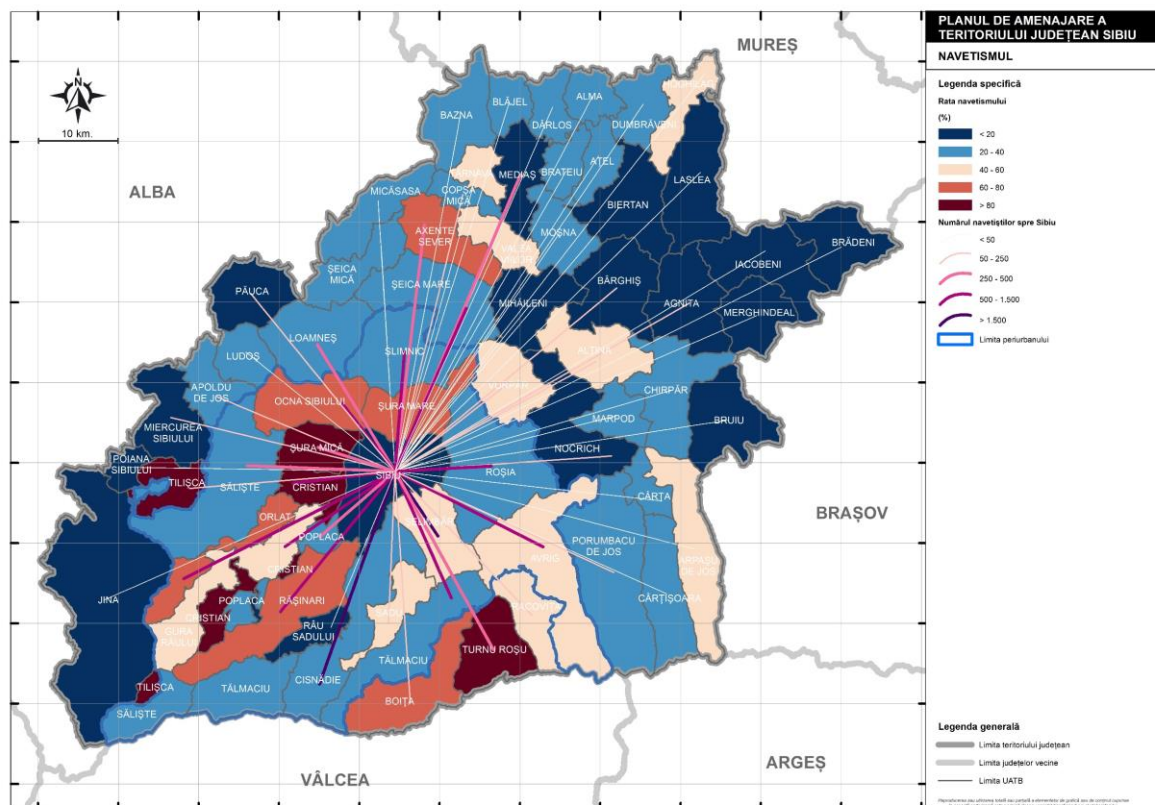 PLANUL DE AMENAJARE A
TERITORIULUI JUDEȚEAN SIBIU
NAVETISMUL
Legenda specifică
Rata navetismului
(%)
< 20
20 - 40
40 - 60
60 - 80
> 80
Numărul navetiștilor spre Sibiu
< 50
50 - 250
250 - 500
500 - 1.500
> 1.500
Limita periurbanului
Legenda generală
Limita teritoriului județean
Limita județelor vecine
Limita UATB
N
10 km.
MUREȘ
ALBA
BRAȘOV
ARGEȘ
VÂLCEA
BLĂJEL
ALMA
BAZNA
DÂRLOS
DUMBRĂVENI
MEDIAȘ
BRATEIU
AȚEL
LASLEA
MICĂSASA
COPȘA
MICĂ
BIERTAN
AXENTE
SEVER
MOȘNA
BRĂDENI
IACOBENI
ȘEICA
MICĂ
ȘEICA MARE
BÂRGHIȘ
PĂUCA
MIHĂILENI
AGNITA
MERGHINDEAL
LOAMNEȘ
SLIMNIC
ALȚINA
LUDOȘ
CHIRPĂR
APOLDU
DE JOS
OCNA SIBIULUI
ȘURA MARE
MARPOD
BRUIU
MIERCUREA
SIBIULUI
ȘURA MICĂ
NOCRICH
POIANA
SIBIULUI
SIBIU
ROȘIA
TILIȘCA
SĂLIȘTE
CRISTIAN
CÂRȚA
ORLAT
POPLACA
PORUMBACU
DE JOS
AVRIG
CRISTIAN
JINA
POPLACA
RĂȘINARI
CÂRȚIȘOARA
CRISTIAN
RÂU
SADULUI
SADU
GURA
RÂULUI
TURNU ROȘU
TĂLMACIU
TILIȘCA
TĂLMACIU
CISNĂDIE
BOIȚA
SĂLIȘTE